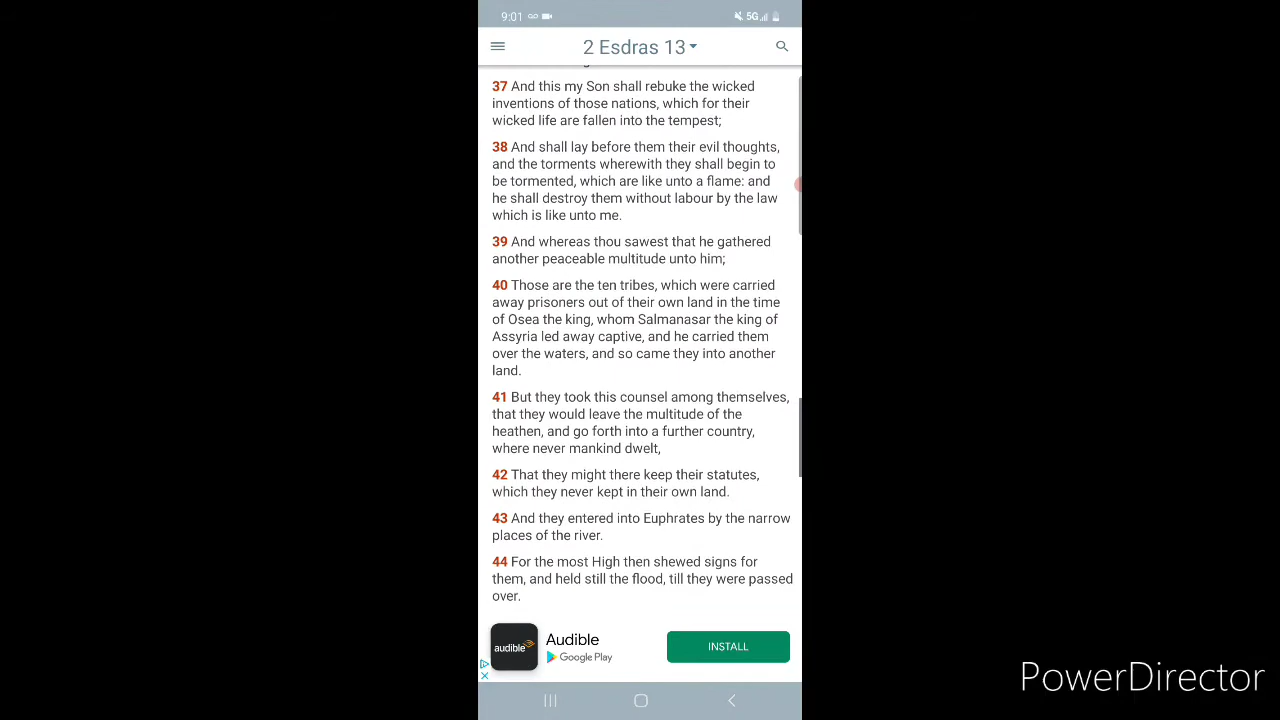 9:01
5G
2 Esdras 13
37 And this my Son shall rebuke the wicked
inventions of those nations, which for their
wicked life are fallen into the tempest;
38 And shall lay before them their evil thoughts,
and the torments wherewith they shall begin to
be tormented, which are like unto a flame: and
he shall destroy them without labour by the law
which is like unto me.
39 And whereas thou sawest that he gathered
another peaceable multitude unto him;
40 Those are the ten tribes, which were carried
away prisoners out of their own land in the time
of Osea the king, whom Salmanasar the king of
Assyria led away captive, and he carried them
over the waters, and so came they into another
land.
41 But they took this counsel among themselves,
that they would leave the multitude of the
heathen, and go forth into a further country,
where never mankind dwelt,
42 That they might there keep their statutes,
which they never kept in their own land.
43 And they entered into Euphrates by the narrow
places of the river.
44 For the most High then shewed signs for
them, and held still the flood, till they were passed
over.
audible
Audible
Google Play
INSTALL
PowerDirector